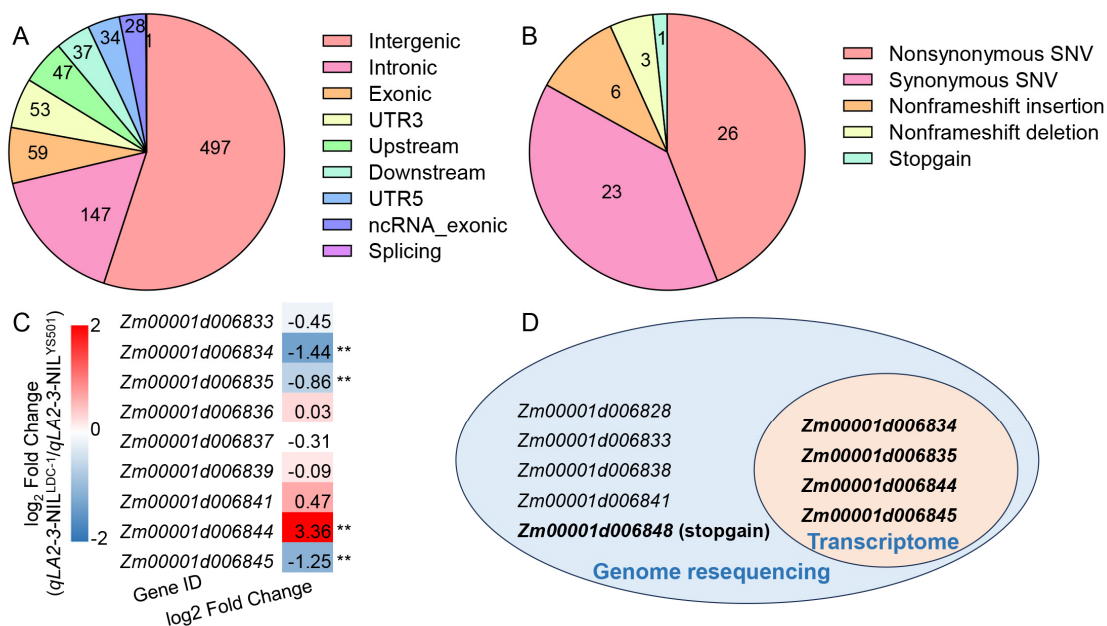 A
497
147
59
53
47
37
34
28
1
Intergenic
Intronic
Exonic
UTR3
Upstream
Downstream
UTR5
ncRNA_exonic
Splicing
B
26
23
6
3
1
Nonsynonymous SNV
Synonymous SNV
Nonframeshift insertion
Nonframeshift deletion
Stopgain
C
log2 Fold Change
(qLA2-3-NIL^LDC-1/qLA2-3-NIL^YS501)
2
0
-2
Zm00001d006833 -0.45
Zm00001d006834 -1.44 **
Zm00001d006835 -0.86 **
Zm00001d006836 0.03
Zm00001d006837 -0.31
Zm00001d006839 -0.09
Zm00001d006841 0.47
Zm00001d006844 3.36 **
Zm00001d006845 -1.25 **
Gene ID
log2 Fold Change
D
Zm00001d006828
Zm00001d006833
Zm00001d006838
Zm00001d006841
Zm00001d006848 (stopgain)
Genome resequencing
Zm00001d006834
Zm00001d006835
Zm00001d006844
Zm00001d006845
Transcriptome